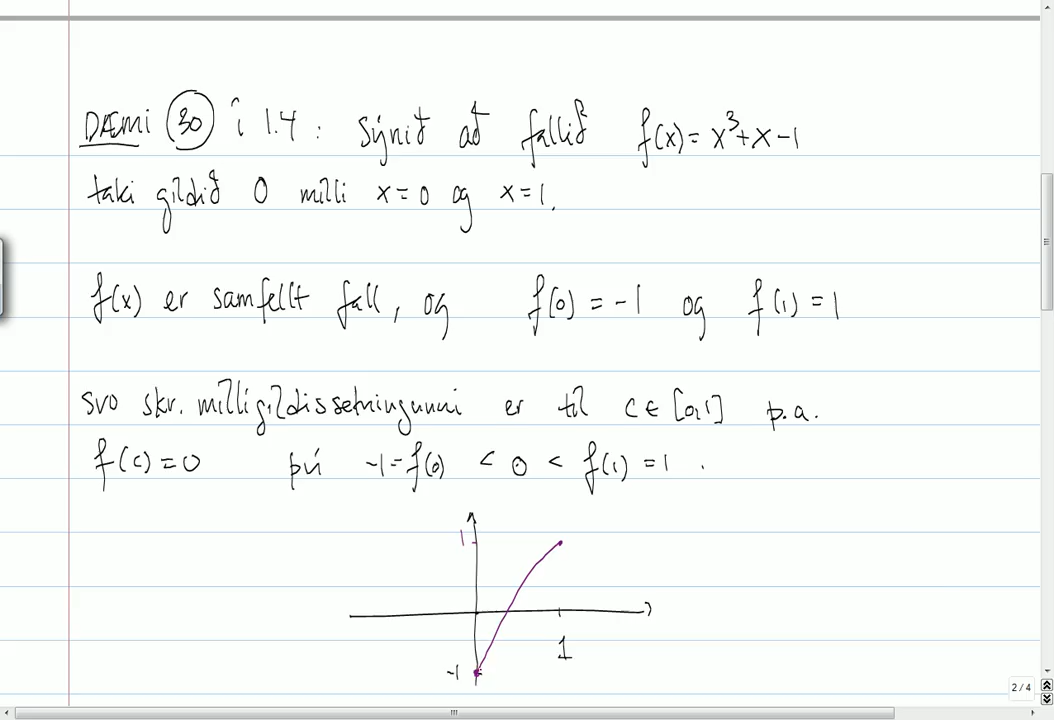 Dæmi 30 í 1.4 : Sýnið að fallið f(x) = x³+x-1
taki gildið 0 milli x=0 og x=1.
f(x) er samfellt fall, og f(0) = -1 og f(1) = 1
svo skv. milligildissetningunni er til c ∈ [0,1] þ.a.
f(c) = 0 því -1 = f(0) < 0 < f(1) = 1 .
1
1
-1
2 / 4